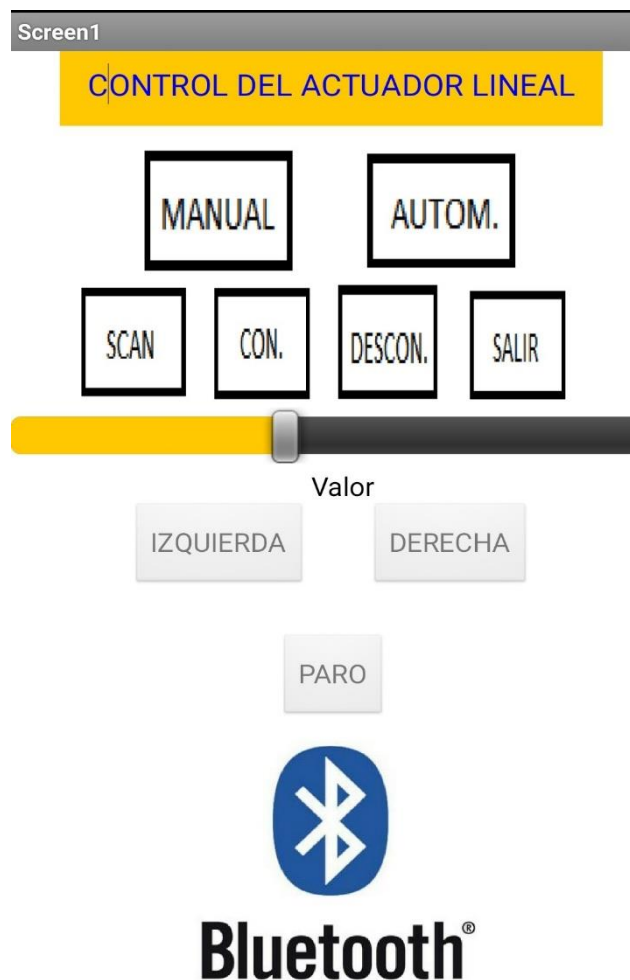 Screen1
CONTROL DEL ACTUADOR LINEAL
MANUAL AUTOM.
SCAN CON. DESCON. SALIR
Valor
IZQUIERDA DERECHA
PARO
Bluetooth®